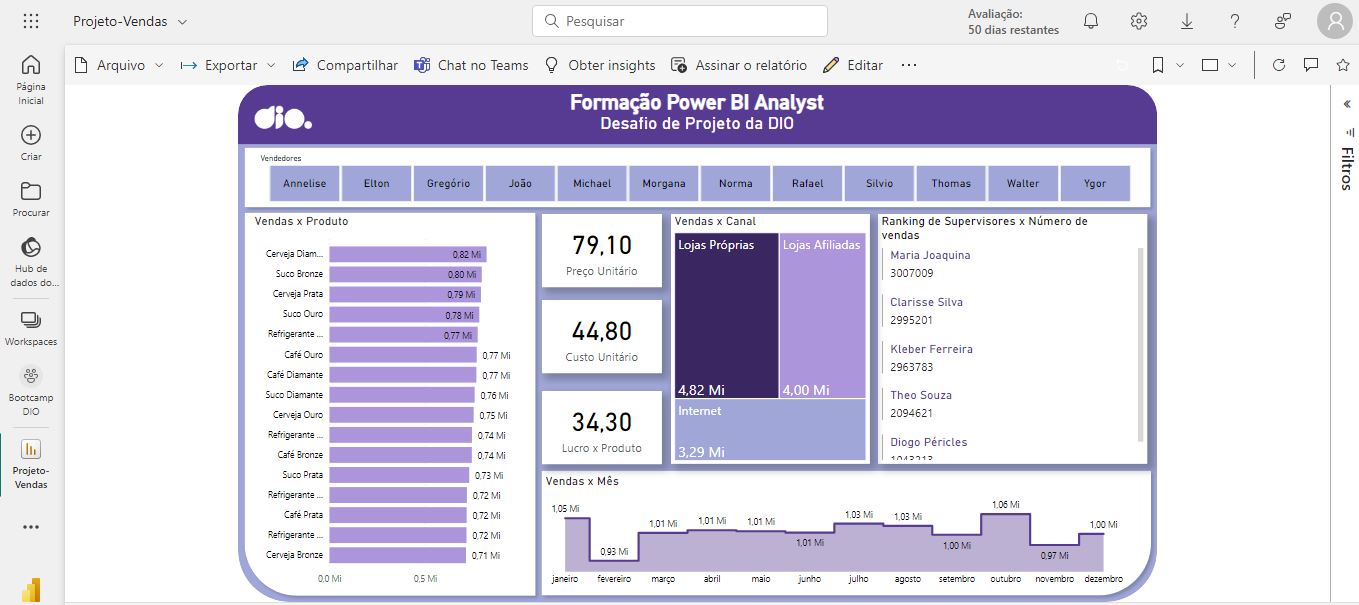 Projeto-Vendas
Pesquisar
Avaliação:
50 dias restantes
Arquivo
Exportar
Compartilhar
Chat no Teams
Obter insights
Assinar o relatório
Editar
Página
Inicial
Criar
Procurar
Hub de
dados do...
Workspaces
Bootcamp
DIO
Projeto-
Vendas
Filtros
dio.
Formação Power BI Analyst
Desafio de Projeto da DIO
Vendedores
Annelise
Elton
Gregório
João
Michael
Morgana
Norma
Rafael
Silvio
Thomas
Walter
Ygor
Vendas x Produto
Cerveja Diam... 0,82 Mi
Suco Bronze 0,80 Mi
Cerveja Prata 0,79 Mi
Suco Ouro 0,78 Mi
Refrigerante ... 0,77 Mi
Café Ouro 0,77 Mi
Café Diamante 0,77 Mi
Suco Diamante 0,76 Mi
Cerveja Ouro 0,75 Mi
Refrigerante ... 0,74 Mi
Café Bronze 0,74 Mi
Suco Prata 0,73 Mi
Refrigerante ... 0,72 Mi
Café Prata 0,72 Mi
Refrigerante ... 0,72 Mi
Cerveja Bronze 0,71 Mi
0,0 Mi 0,5 Mi
79,10
Preço Unitário
44,80
Custo Unitário
34,30
Lucro x Produto
Vendas x Canal
Lojas Próprias
4,82 Mi
Lojas Afiliadas
4,00 Mi
Internet
3,29 Mi
Ranking de Supervisores x Número de
vendas
Maria Joaquina
3007009
Clarisse Silva
2995201
Kleber Ferreira
2963783
Theo Souza
2094621
Diogo Péricles
Vendas x Mês
1,05 Mi
0,93 Mi
1,01 Mi
1,01 Mi
1,01 Mi
1,01 Mi
1,03 Mi
1,03 Mi
1,00 Mi
1,06 Mi
0,97 Mi
1,00 Mi
janeiro fevereiro março abril maio junho julho agosto setembro outubro novembro dezembro